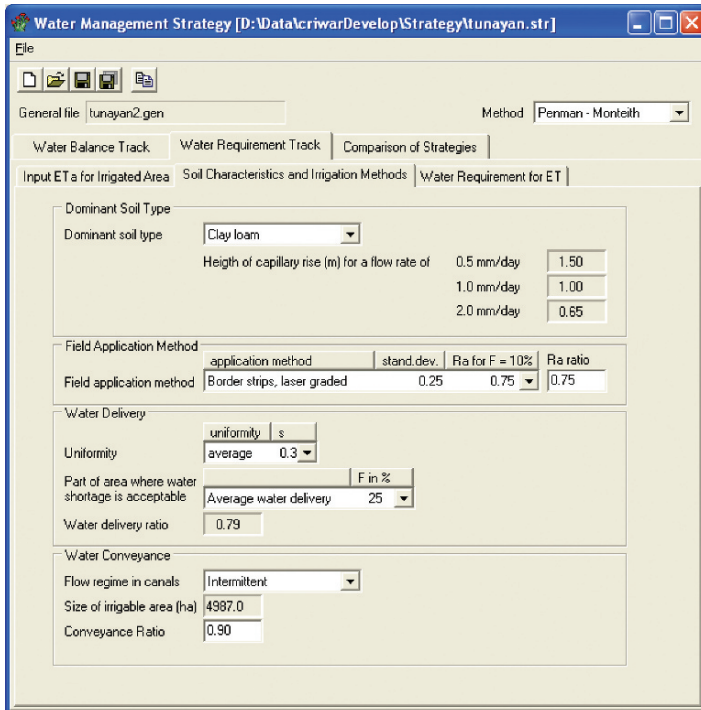 Water Management Strategy [D:\Data\criwarDevelop\Strategy\tunayan.str]
File
General file tunayan2.gen Method Penman - Monteith
Water Balance Track Water Requirement Track Comparison of Strategies
Input ETa for Irrigated Area Soil Characteristics and Irrigation Methods Water Requirement for ET
Dominant Soil Type
Dominant soil type Clay loam
Heigth of capillary rise (m) for a flow rate of 0.5 mm/day 1.50
1.0 mm/day 1.00
2.0 mm/day 0.65
Field Application Method
application method stand.dev. Ra for F = 10% Ra ratio
Field application method Border strips, laser graded 0.25 0.75 0.75
Water Delivery
uniformity s
Uniformity average 0.3
Part of area where water F in %
shortage is acceptable Average water delivery 25
Water delivery ratio 0.79
Water Conveyance
Flow regime in canals Intermittent
Size of irrigable area (ha) 4987.0
Conveyance Ratio 0.90